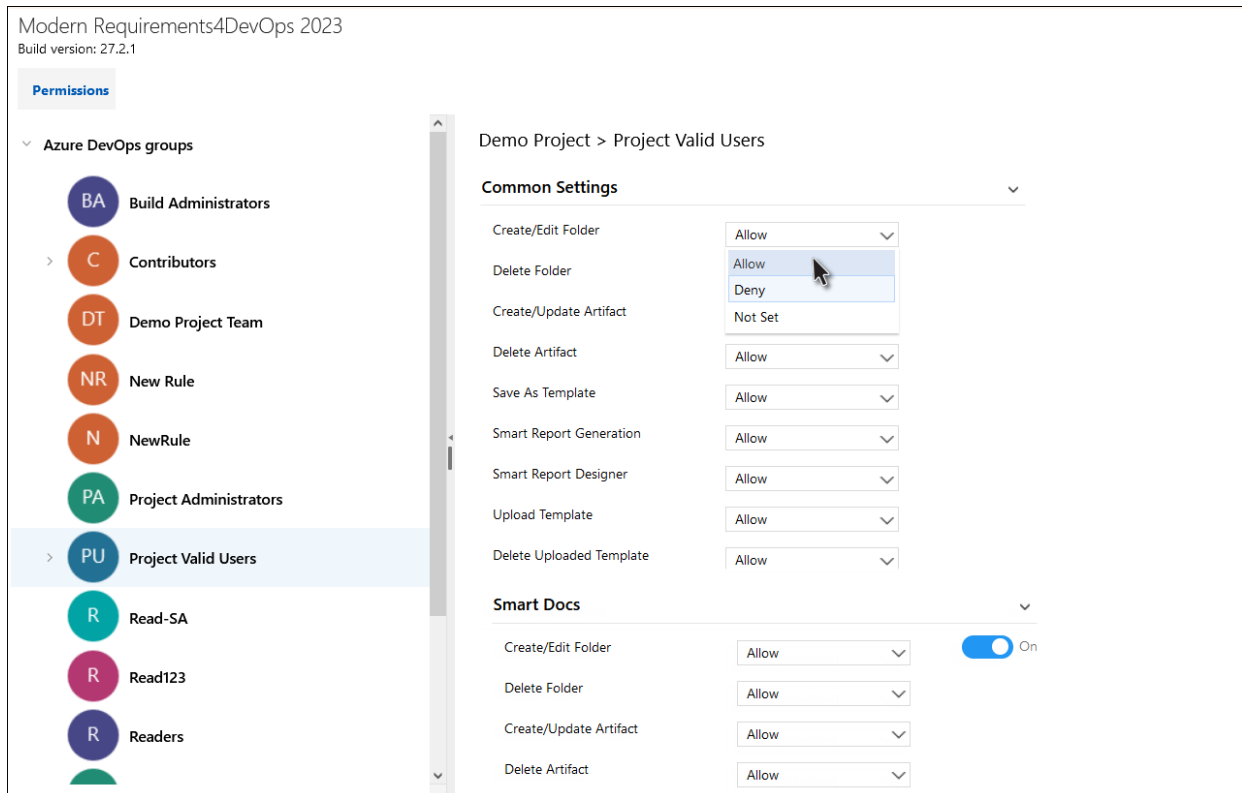 Modern Requirements4DevOps 2023
Build version: 27.2.1
Permissions
Azure DevOps groups
BA Build Administrators
C Contributors
DT Demo Project Team
NR New Rule
N NewRule
PA Project Administrators
PU Project Valid Users
R Read-SA
R Read123
R Readers
Demo Project > Project Valid Users
Common Settings
Create/Edit Folder Allow
Allow
Delete Folder
Deny
Create/Update Artifact
Not Set
Delete Artifact Allow
Save As Template Allow
Smart Report Generation Allow
Smart Report Designer Allow
Upload Template Allow
Delete Uploaded Template Allow
Smart Docs
Create/Edit Folder Allow On
Delete Folder Allow
Create/Update Artifact Allow
Delete Artifact Allow